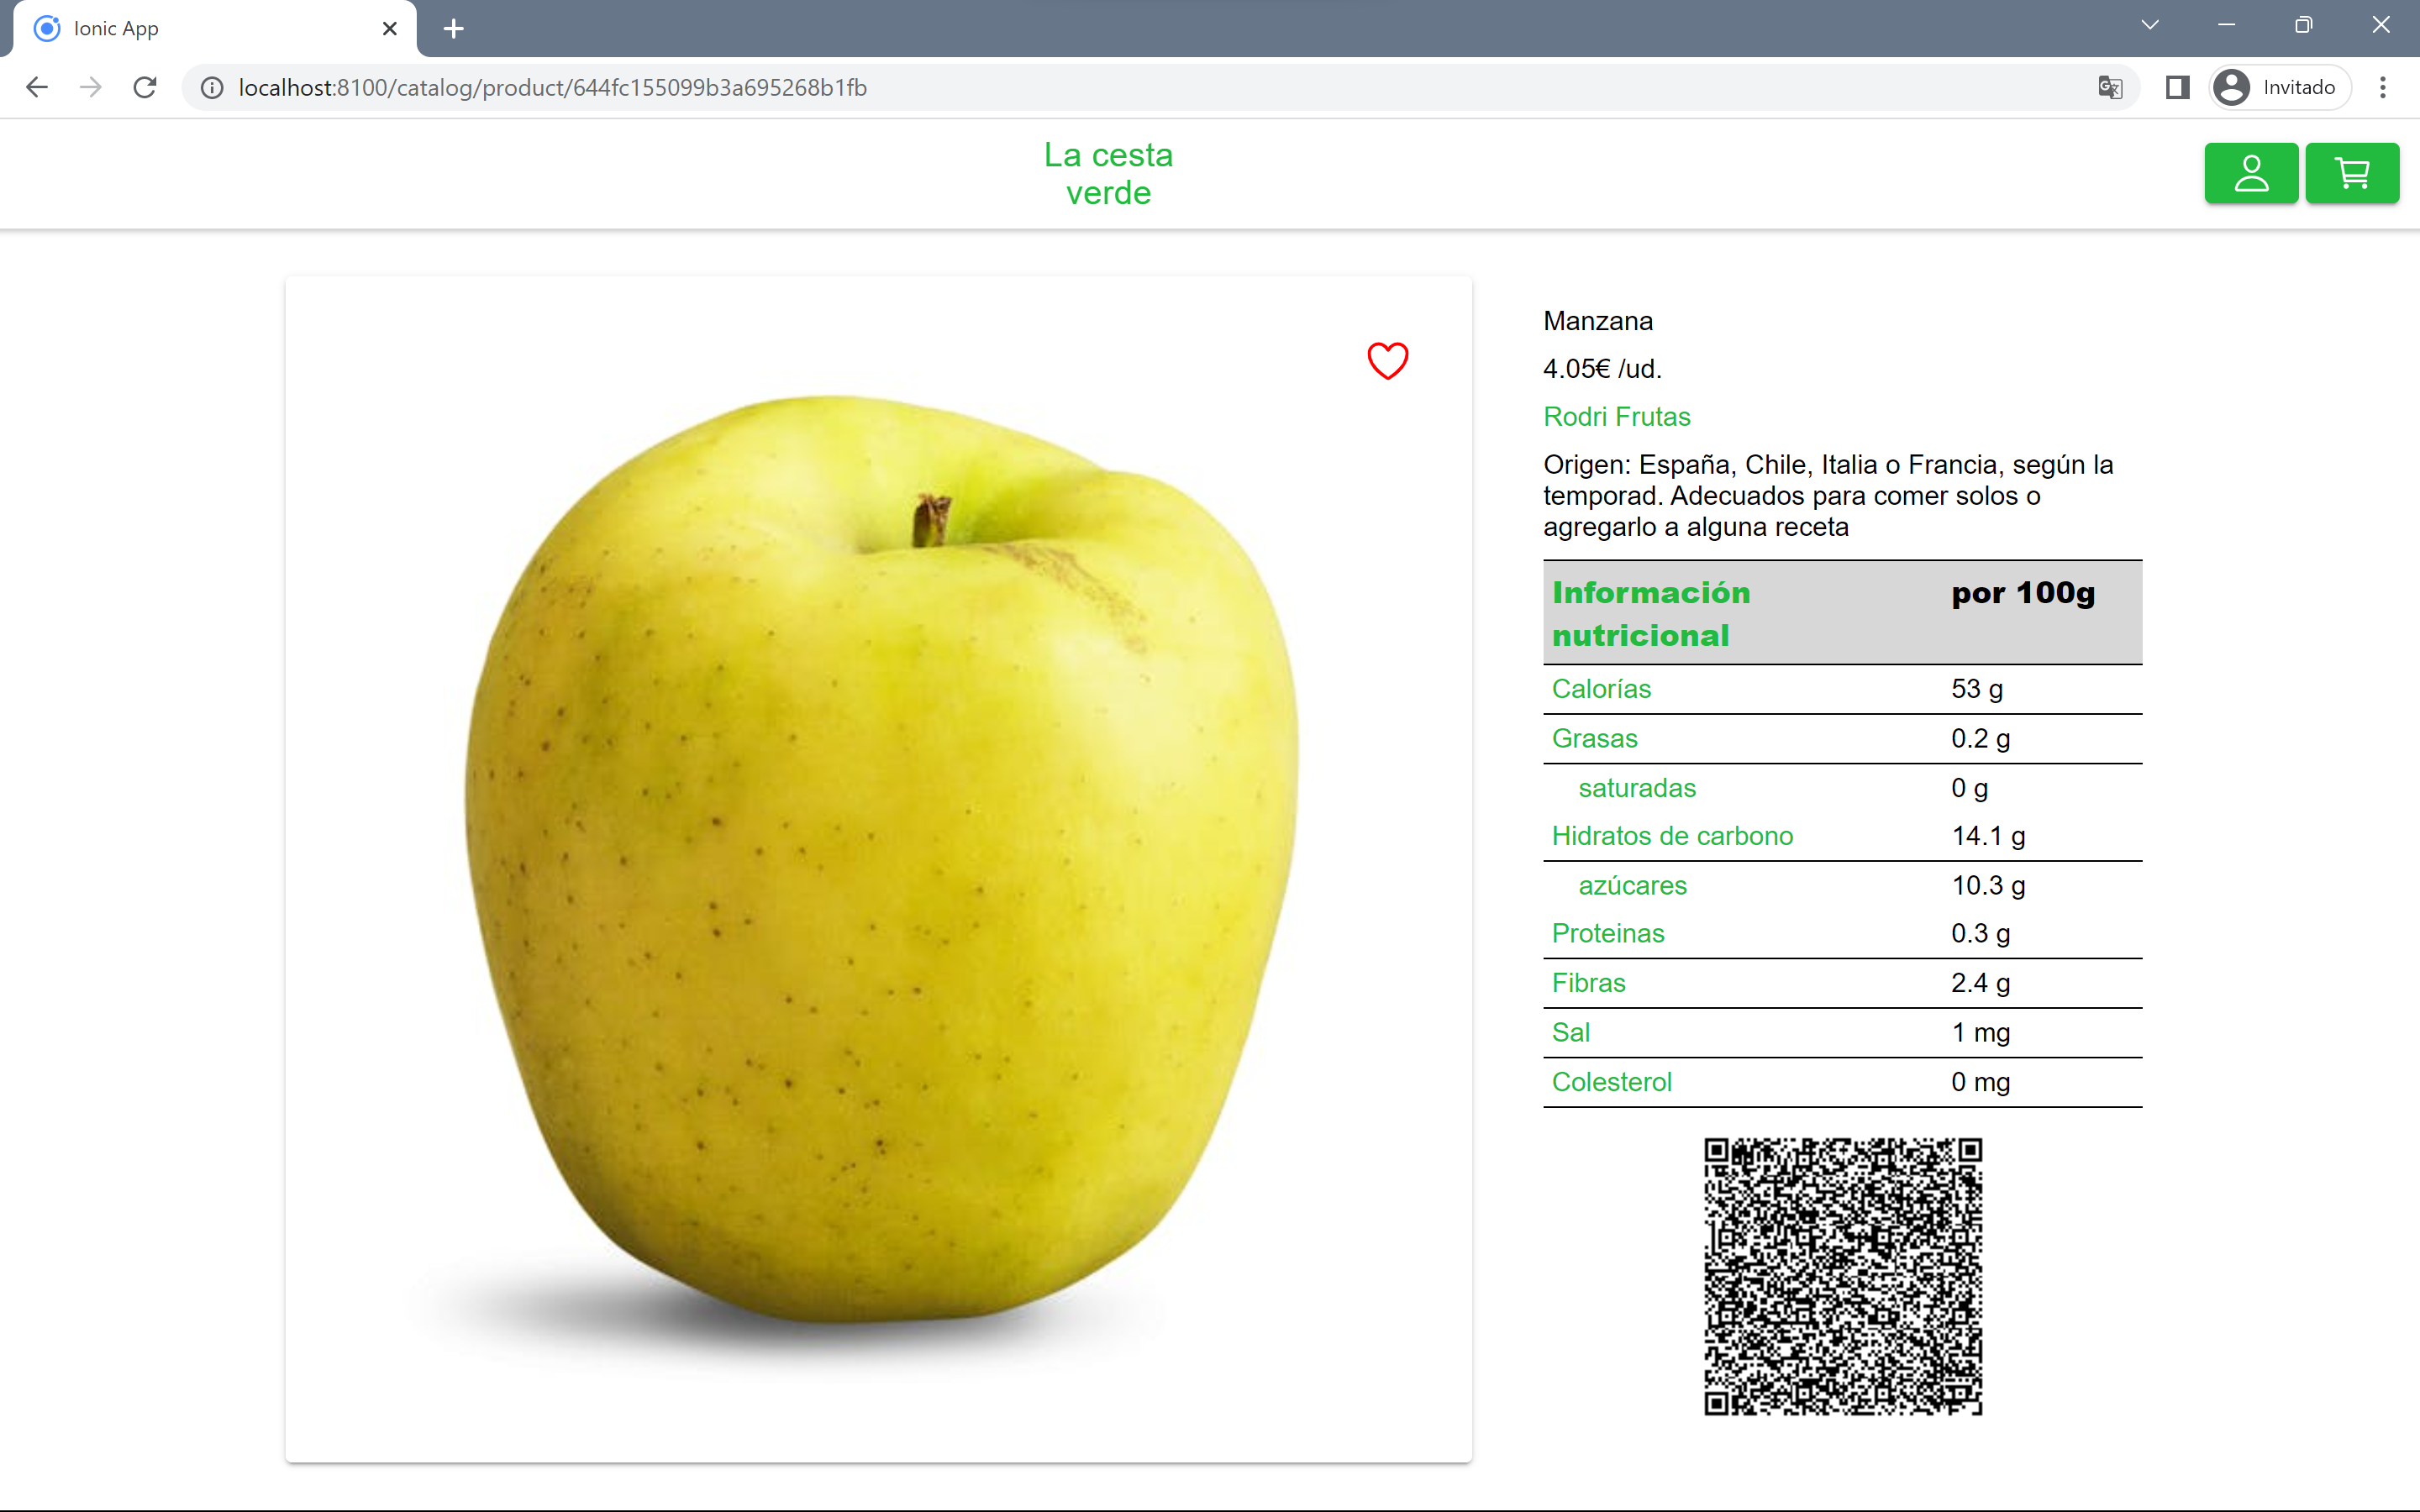 Ionic App
localhost:8100/catalog/product/644fc155099b3a695268b1fb
Invitado
La cesta
verde
Manzana
4.05€ /ud.
Rodri Frutas
Origen: España, Chile, Italia o Francia, según la
temporad. Adecuados para comer solos o
agregarlo a alguna receta
Información nutricional por 100g
Calorías 53 g
Grasas 0.2 g
saturadas 0 g
Hidratos de carbono 14.1 g
azúcares 10.3 g
Proteinas 0.3 g
Fibras 2.4 g
Sal 1 mg
Colesterol 0 mg